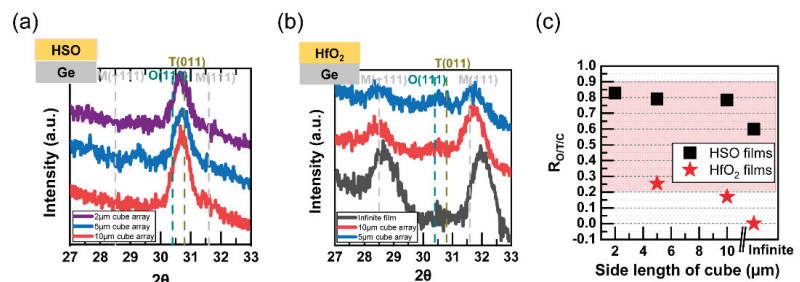 (a)
HSO
Ge
M(-111)
O(111)
T(011)
M(111)
Intensity (a.u.)
2μm cube array
5μm cube array
10μm cube array
27 28 29 30 31 32 33
2θ
(b)
HfO2
Ge
M(-111)
O(111)
T(011)
M(111)
Intensity (a.u.)
Infinite film
10μm cube array
5μm cube array
27 28 29 30 31 32 33
2θ
(c)
1.0
0.9
0.8
0.7
0.6
0.5
0.4
0.3
0.2
0.1
0.0
-0.1
RO/T/C
HSO films
HfO2 films
2 4 6 8 10 Infinite
Side length of cube (μm)